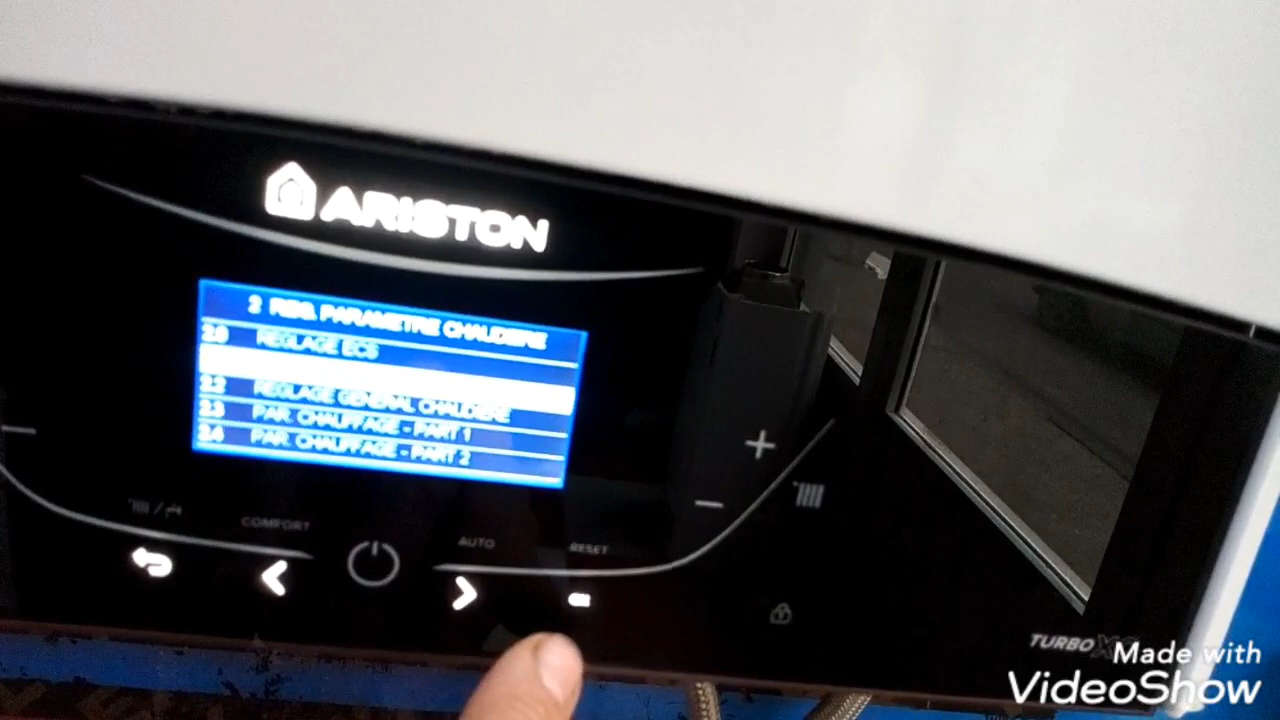 ARISTON
2 REG. PARAMETRE CHAUDIERE
2.0 REGLAGE ECS
2.2 REGLAGE GENERAL CHAUDIERE
2.3 PAR. CHAUFFAGE - PART 1
2.4 PAR. CHAUFFAGE - PART 2
COMFORT
AUTO
RESET
TURBO
Made with
VideoShow